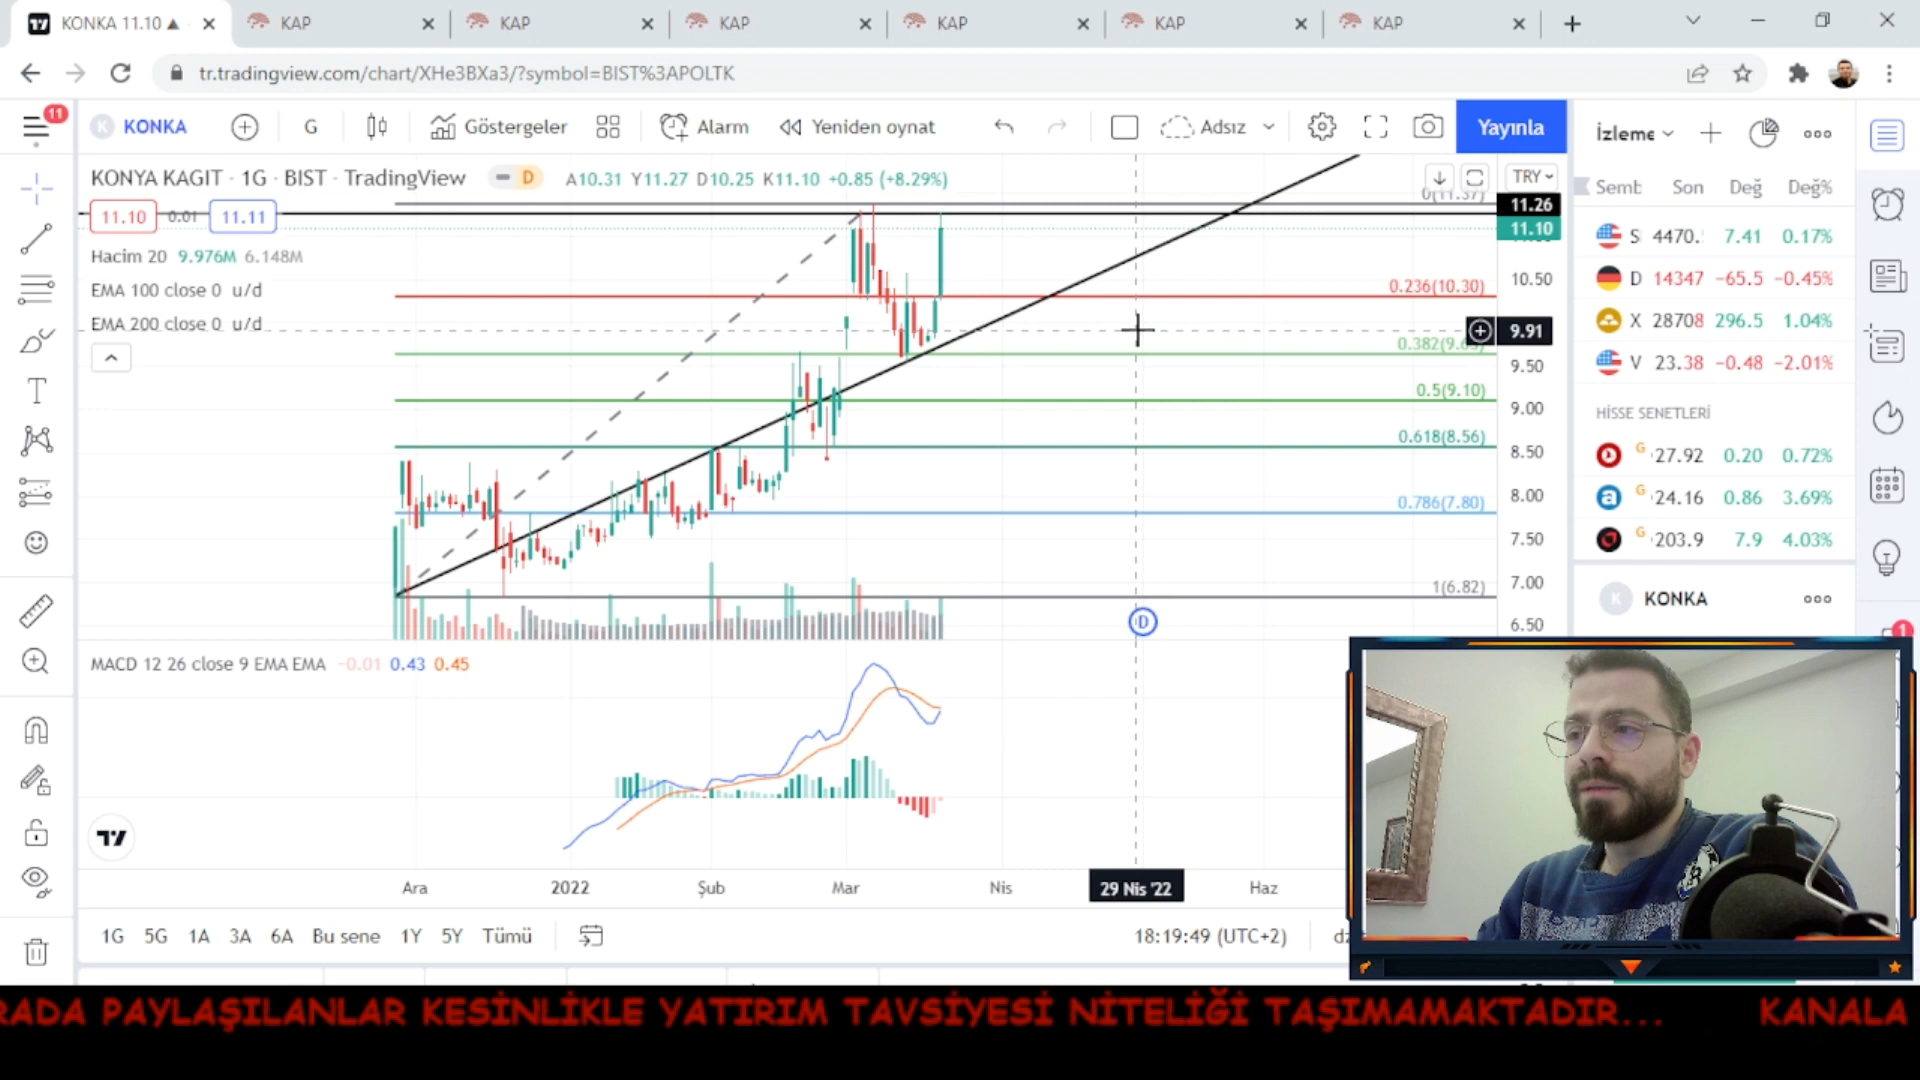 KONKA 11.10 ▲
KAP
KAP
KAP
KAP
KAP
KAP
tr.tradingview.com/chart/XHe3BXa3/?symbol=BIST%3APOLTK
11
KONKA
G
Göstergeler
Alarm
Yeniden oynat
Adsız
Yayınla
KONYA KAGIT · 1G · BIST · TradingView
D
A10.31 Y11.27 D10.25 K11.10 +0.85 (+8.29%)
TRY
11.10 0.01 11.11
0(11.37)
11.26
11.10
Hacim 20 9.976M 6.148M
EMA 100 close 0 u/d
EMA 200 close 0 u/d
10.50
0.236(10.30)
9.91
9.50
0.5(9.10)
9.00
0.618(8.56)
8.50
8.00
0.786(7.80)
7.50
7.00
1(6.82)
6.50
D
MACD 12 26 close 9 EMA EMA -0.01 0.43 0.45
Ara 2022 Şub Mar Nis 29 Nis '22 Haz
1G 5G 1A 3A 6A Bu sene 1Y 5Y Tümü
18:19:49 (UTC+2)
İzleme
Semb Son Değ Değ%
S 4470. 7.41 0.17%
D 14347 −65.5 −0.45%
X 28708 296.5 1.04%
V 23.38 −0.48 −2.01%
HİSSE SENETLERİ
G 27.92 0.20 0.72%
G 24.16 0.86 3.69%
G 203.9 7.9 4.03%
K KONKA
1
RADA PAYLAŞILANLAR KESİNLİKLE YATIRIM TAVSİYESİ NİTELİĞİ TAŞIMAMAKTADIR... KANALA